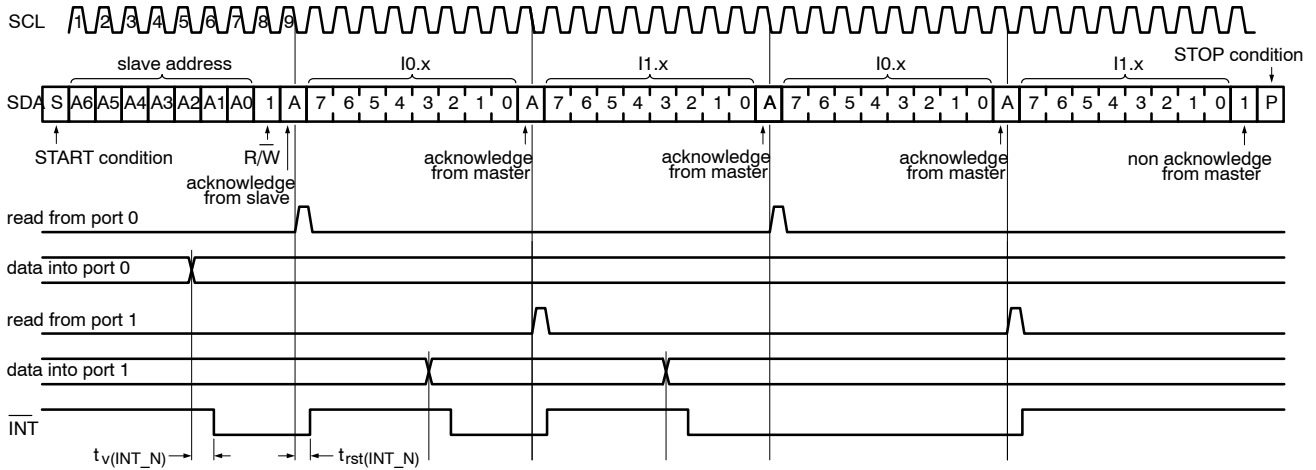 SCL 1 2 3 4 5 6 7 8 9
STOP condition
slave address I0.x I1.x I0.x I1.x
SDA S A6 A5 A4 A3 A2 A1 A0 1 A 7 6 5 4 3 2 1 0 A 7 6 5 4 3 2 1 0 A 7 6 5 4 3 2 1 0 A 7 6 5 4 3 2 1 0 1 P
START condition R/W̅ acknowledge from master acknowledge from master acknowledge from master non acknowledge from master
acknowledge from slave
read from port 0
data into port 0
read from port 1
data into port 1
I̅N̅T̅
tv(INT_N) trst(INT_N)